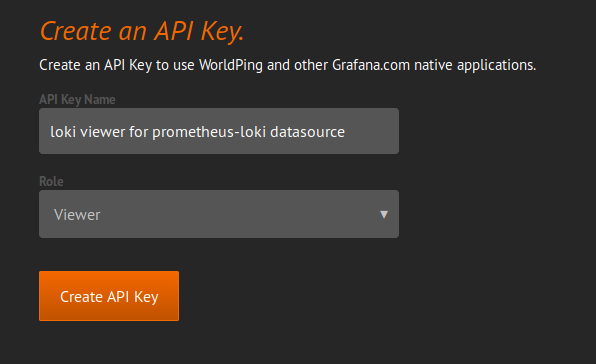 Create an API Key.
Create an API Key to use WorldPing and other Grafana.com native applications.
API Key Name
loki viewer for prometheus-loki datasource
Role
Viewer
Create API Key